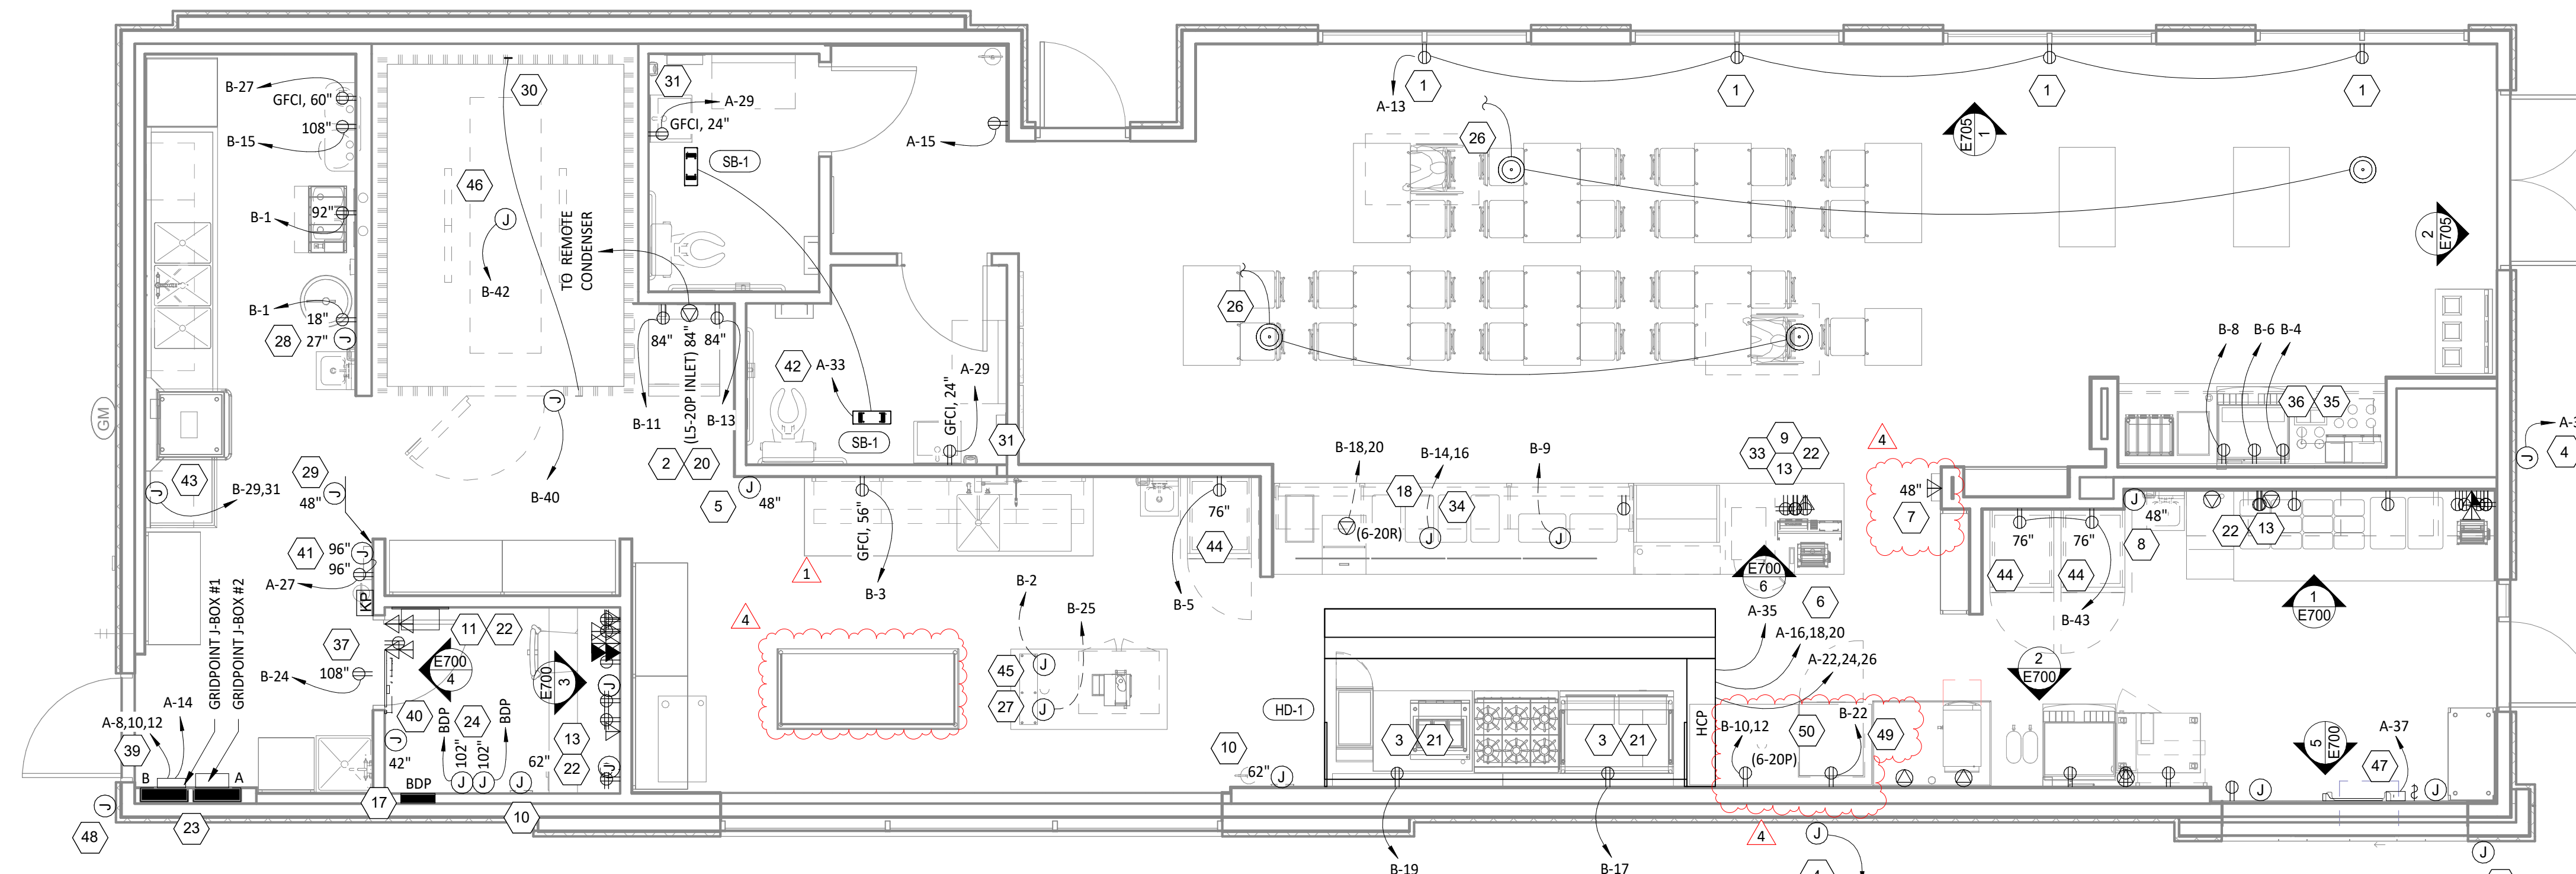 B-27
GFCI, 60"
108"
B-15
B-1
92"
B-1
18"
28
27"
J
30
46
J
B-42
TO REMOTE
CONDENSER
31
A-29
GFCI, 24"
SB-1
A-15
A-13
1
1
1
1
26
26
E705
1
2
E705
GM
43
J
B-29,31
29
48"
J
J
B-40
84"
(L5-20P INLET) 84"
84"
B-11
B-13
2
20
42
A-33
SB-1
GFCI, 24"
A-29
31
5
J
48"
GFCI, 56"
B-3
1
44
76"
B-5
B-18,20
B-14,16
B-9
18
34
(6-20R)
J
J
33
9
22
13
E700
6
6
4
48"
7
B-8
B-6
B-4
36
35
J
48"
8
22
13
76"
76"
44
44
B-43
1
E700
2
E700
5
E700
J
A-3
4
41
96"
J
96"
A-27
KP
GRIDPOINT J-BOX #1
GRIDPOINT J-BOX #2
37
B-24
108"
11
22
E700
4
E700
3
40
J
42"
24
BDP
102"
102"
BDP
J
J
62"
J
13
22
J
J
BDP
A-14
A-8,10,12
39
B
A
23
17
10
J
48
4
B-2
B-25
45
27
J
J
10
62"
J
HD-1
3
21
3
21
HCP
A-35
A-16,18,20
A-22,24,26
B-10,12
(6-20P)
50
B-22
49
4
J
B-19
B-17
A-37
47
J
J
J
4